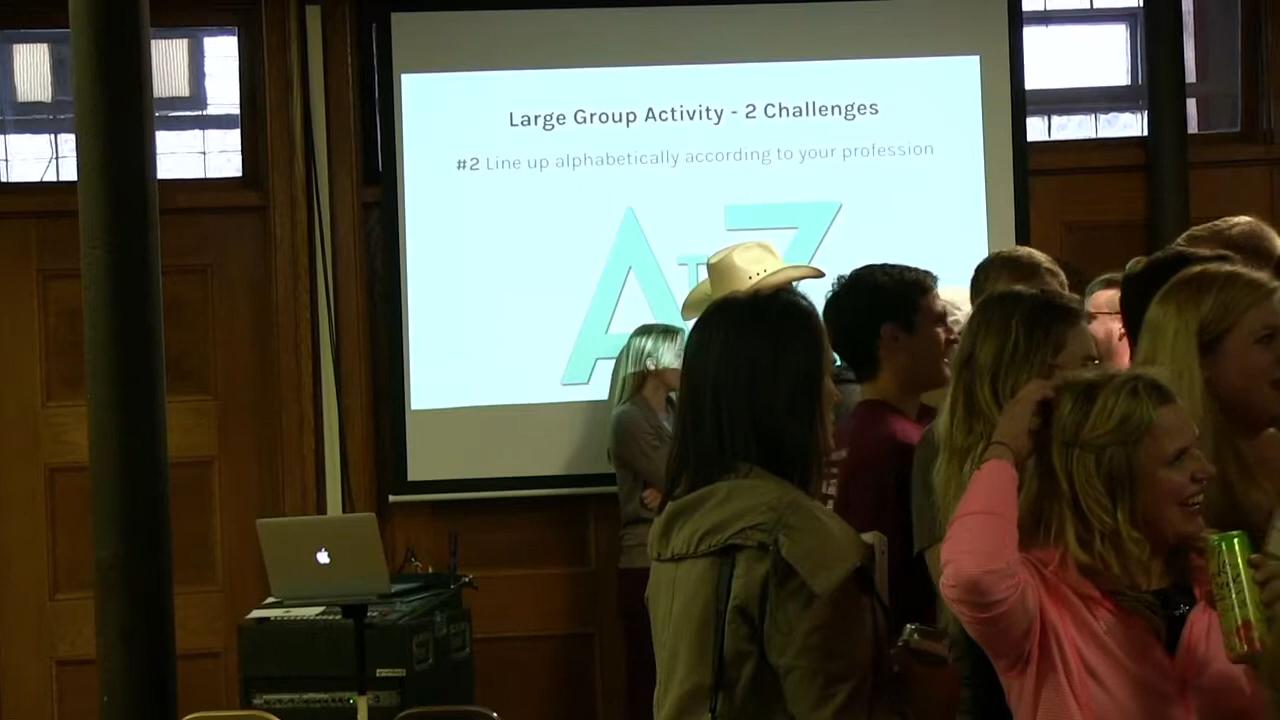 Large Group Activity - 2 Challenges
#2 Line up alphabetically according to your profession
A T Z